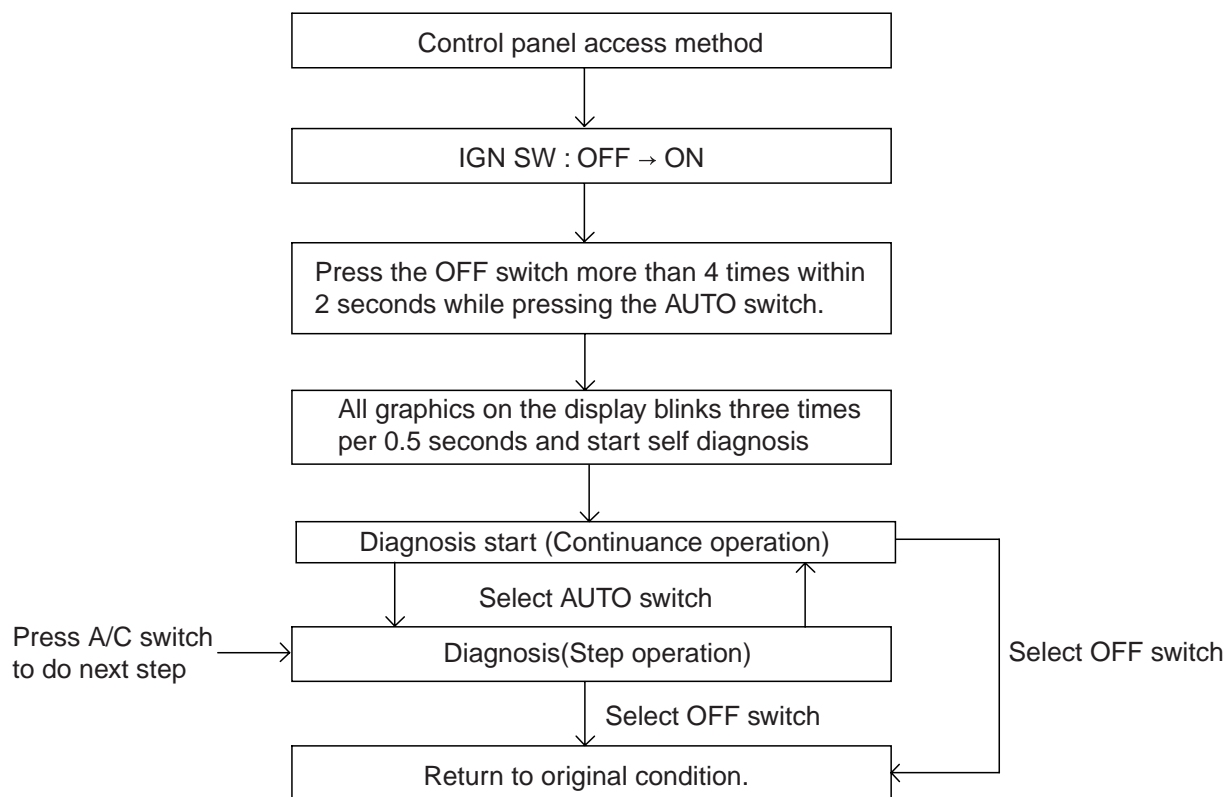 Control panel access method
IGN SW : OFF → ON
Press the OFF switch more than 4 times within
2 seconds while pressing the AUTO switch.
All graphics on the display blinks three times
per 0.5 seconds and start self diagnosis
Diagnosis start (Continuance operation)
Select AUTO switch
Press A/C switch
to do next step
Diagnosis(Step operation)
Select OFF switch
Select OFF switch
Return to original condition.